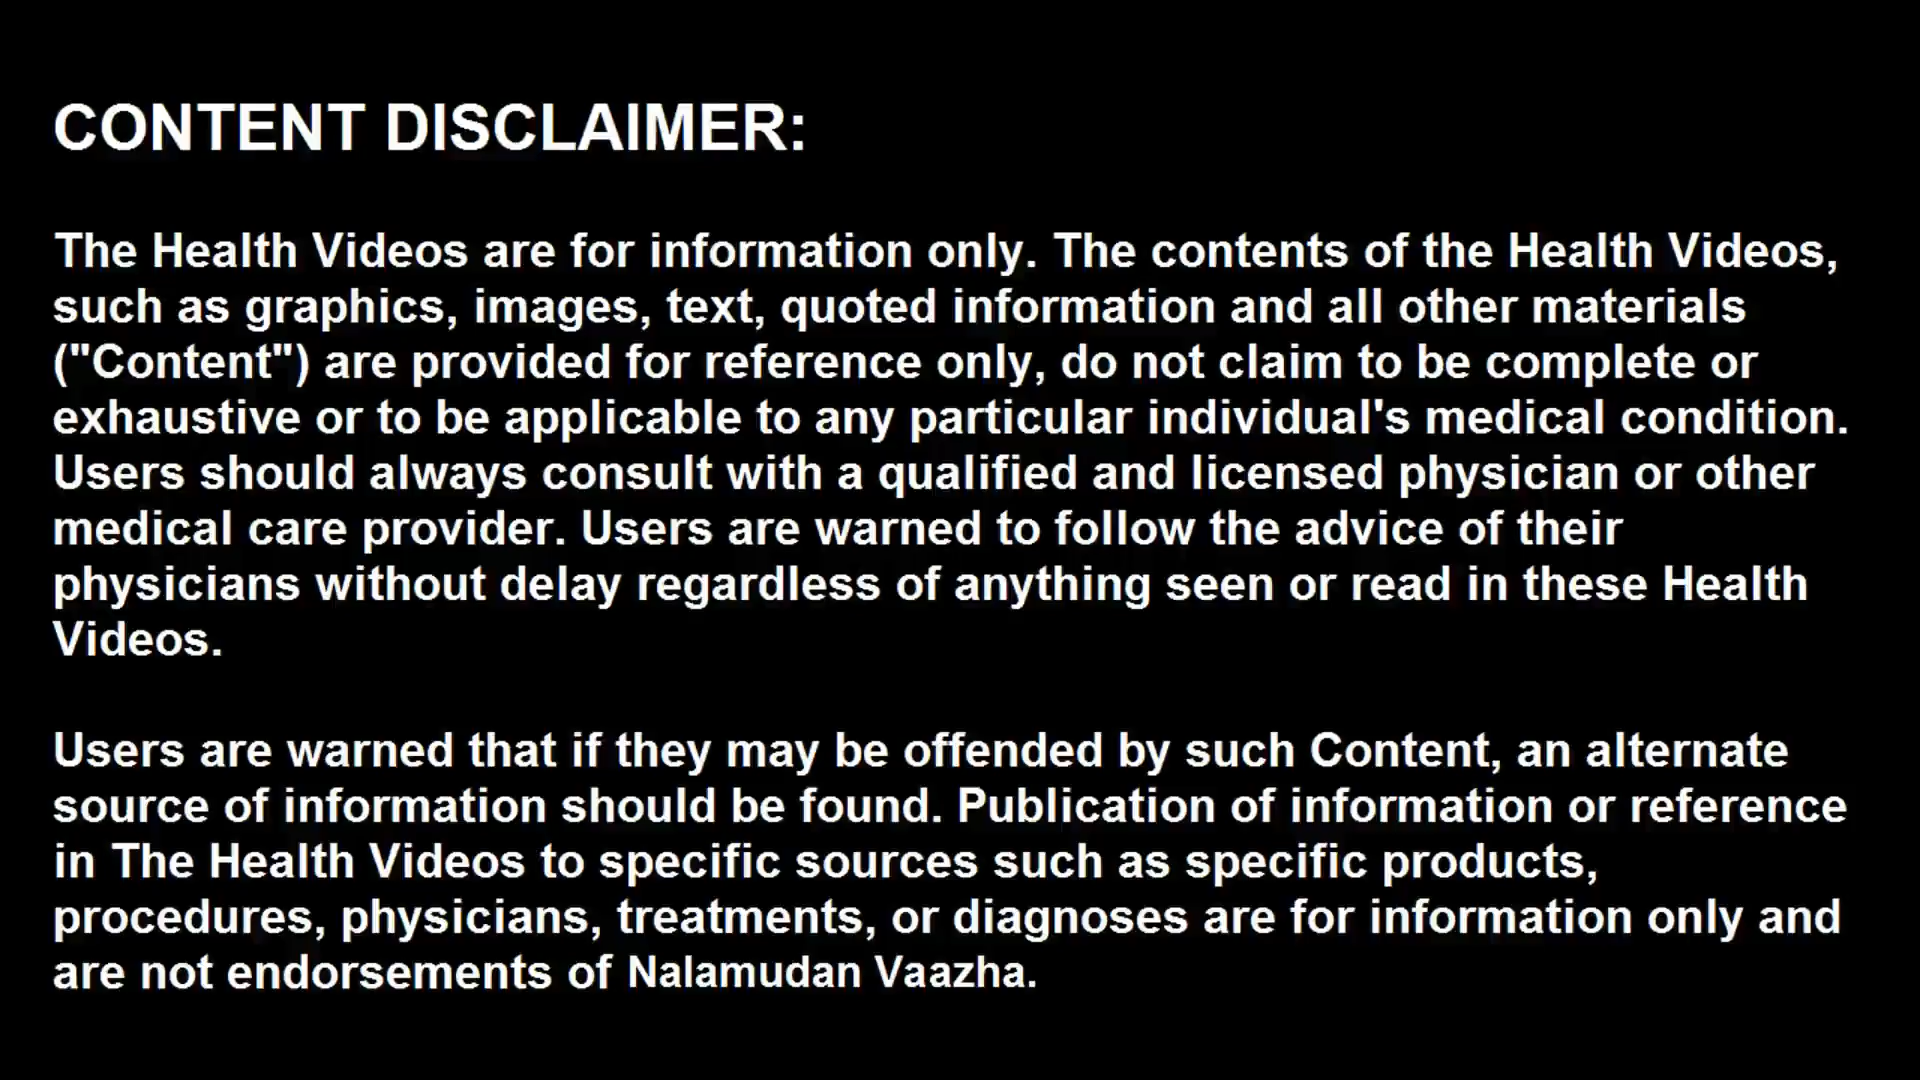 CONTENT DISCLAIMER:
The Health Videos are for information only. The contents of the Health Videos,
such as graphics, images, text, quoted information and all other materials
("Content") are provided for reference only, do not claim to be complete or
exhaustive or to be applicable to any particular individual's medical condition.
Users should always consult with a qualified and licensed physician or other
medical care provider. Users are warned to follow the advice of their
physicians without delay regardless of anything seen or read in these Health
Videos.
Users are warned that if they may be offended by such Content, an alternate
source of information should be found. Publication of information or reference
in The Health Videos to specific sources such as specific products,
procedures, physicians, treatments, or diagnoses are for information only and
are not endorsements of Nalamudan Vaazha.